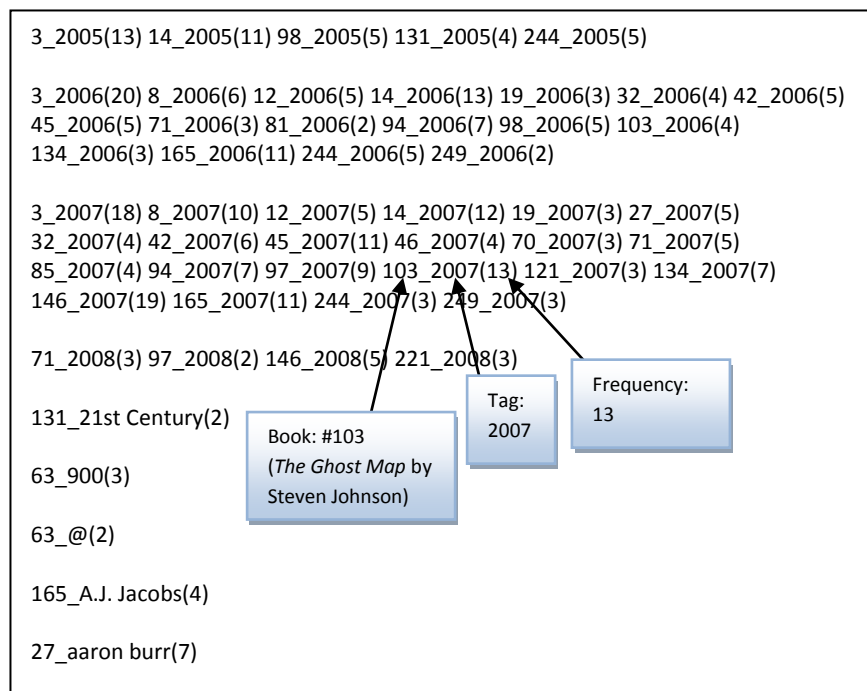 3_2005(13) 14_2005(11) 98_2005(5) 131_2005(4) 244_2005(5)
3_2006(20) 8_2006(6) 12_2006(5) 14_2006(13) 19_2006(3) 32_2006(4) 42_2006(5)
45_2006(5) 71_2006(3) 81_2006(2) 94_2006(7) 98_2006(5) 103_2006(4)
134_2006(3) 165_2006(11) 244_2006(5) 249_2006(2)
3_2007(18) 8_2007(10) 12_2007(5) 14_2007(12) 19_2007(3) 27_2007(5)
32_2007(4) 42_2007(6) 45_2007(11) 46_2007(4) 70_2007(3) 71_2007(5)
85_2007(4) 94_2007(7) 97_2007(9) 103_2007(13) 121_2007(3) 134_2007(7)
146_2007(19) 165_2007(11) 244_2007(3) 249_2007(3)
71_2008(3) 97_2008(2) 146_2008(5) 221_2008(3)
131_21st Century(2)
63_900(3)
63_@(2)
165_A.J. Jacobs(4)
27_aaron burr(7)
Book: #103
(The Ghost Map by
Steven Johnson)
Tag:
2007
Frequency:
13